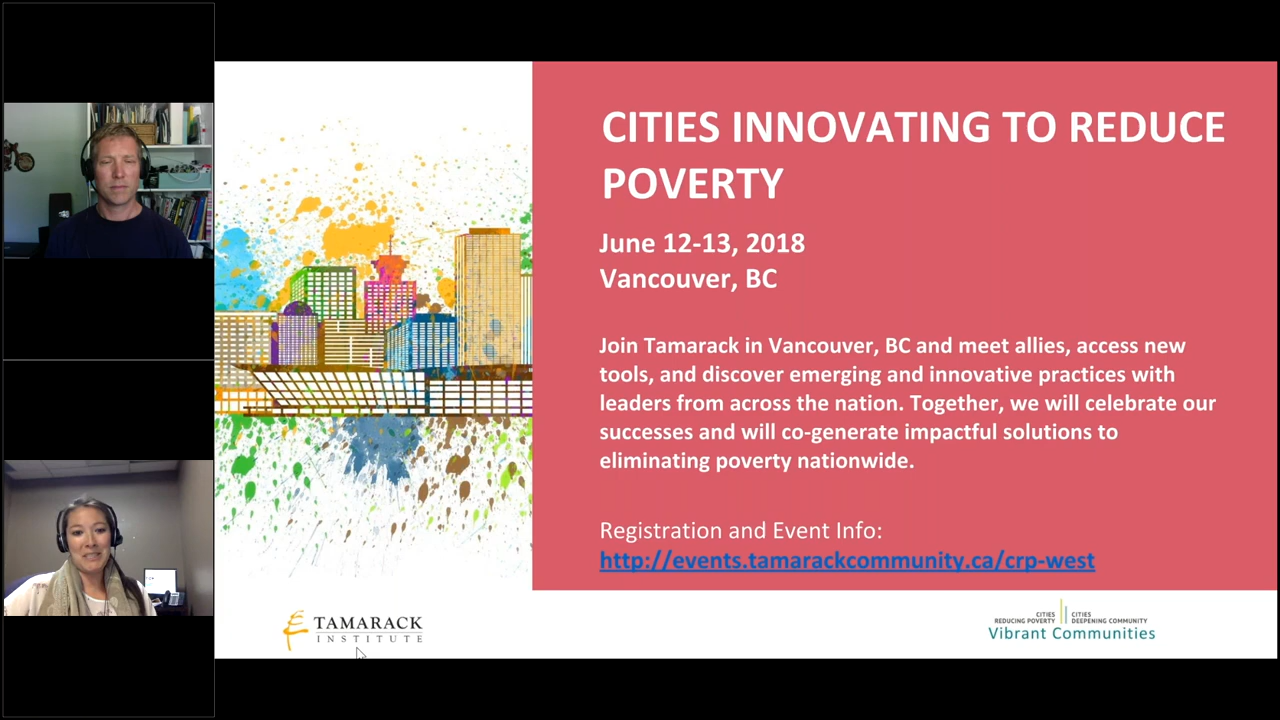 CITIES INNOVATING TO REDUCE
POVERTY
June 12-13, 2018
Vancouver, BC
Join Tamarack in Vancouver, BC and meet allies, access new
tools, and discover emerging and innovative practices with
leaders from across the nation. Together, we will celebrate our
successes and will co-generate impactful solutions to
eliminating poverty nationwide.
Registration and Event Info:
http://events.tamarackcommunity.ca/crp-west
TAMARACK
INSTITUTE
CITIES
REDUCING POVERTY
CITIES
DEEPENING COMMUNITY
Vibrant Communities